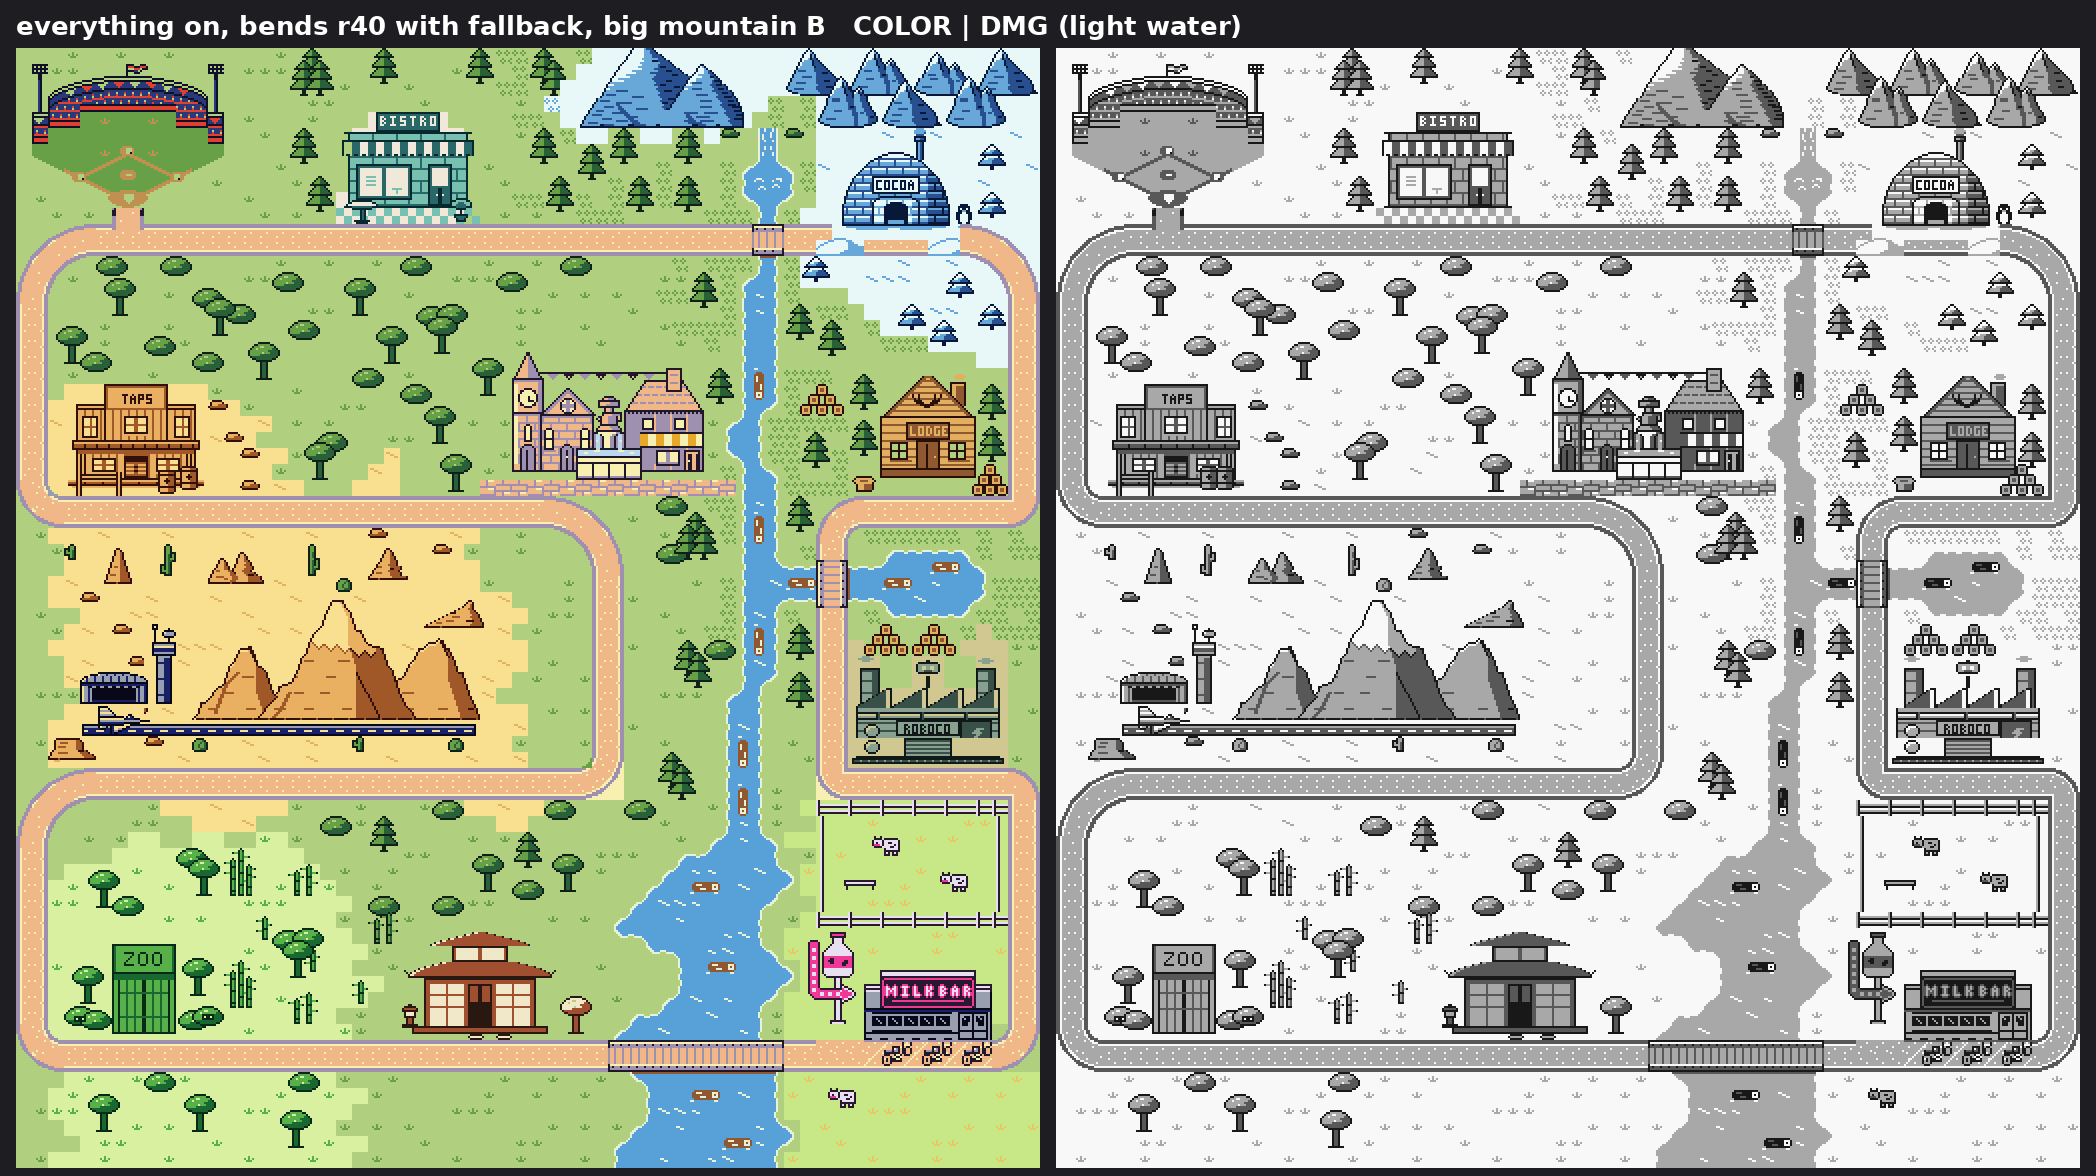 everything on, bends r40 with fallback, big mountain B   COLOR | DMG (light water)
BISTRO
COCOA
TAPS
LODGE
ROBOCO
ZOO
MILKBAR
BISTRO
COCOA
TAPS
LODGE
ROBOCO
ZOO
MILKBAR